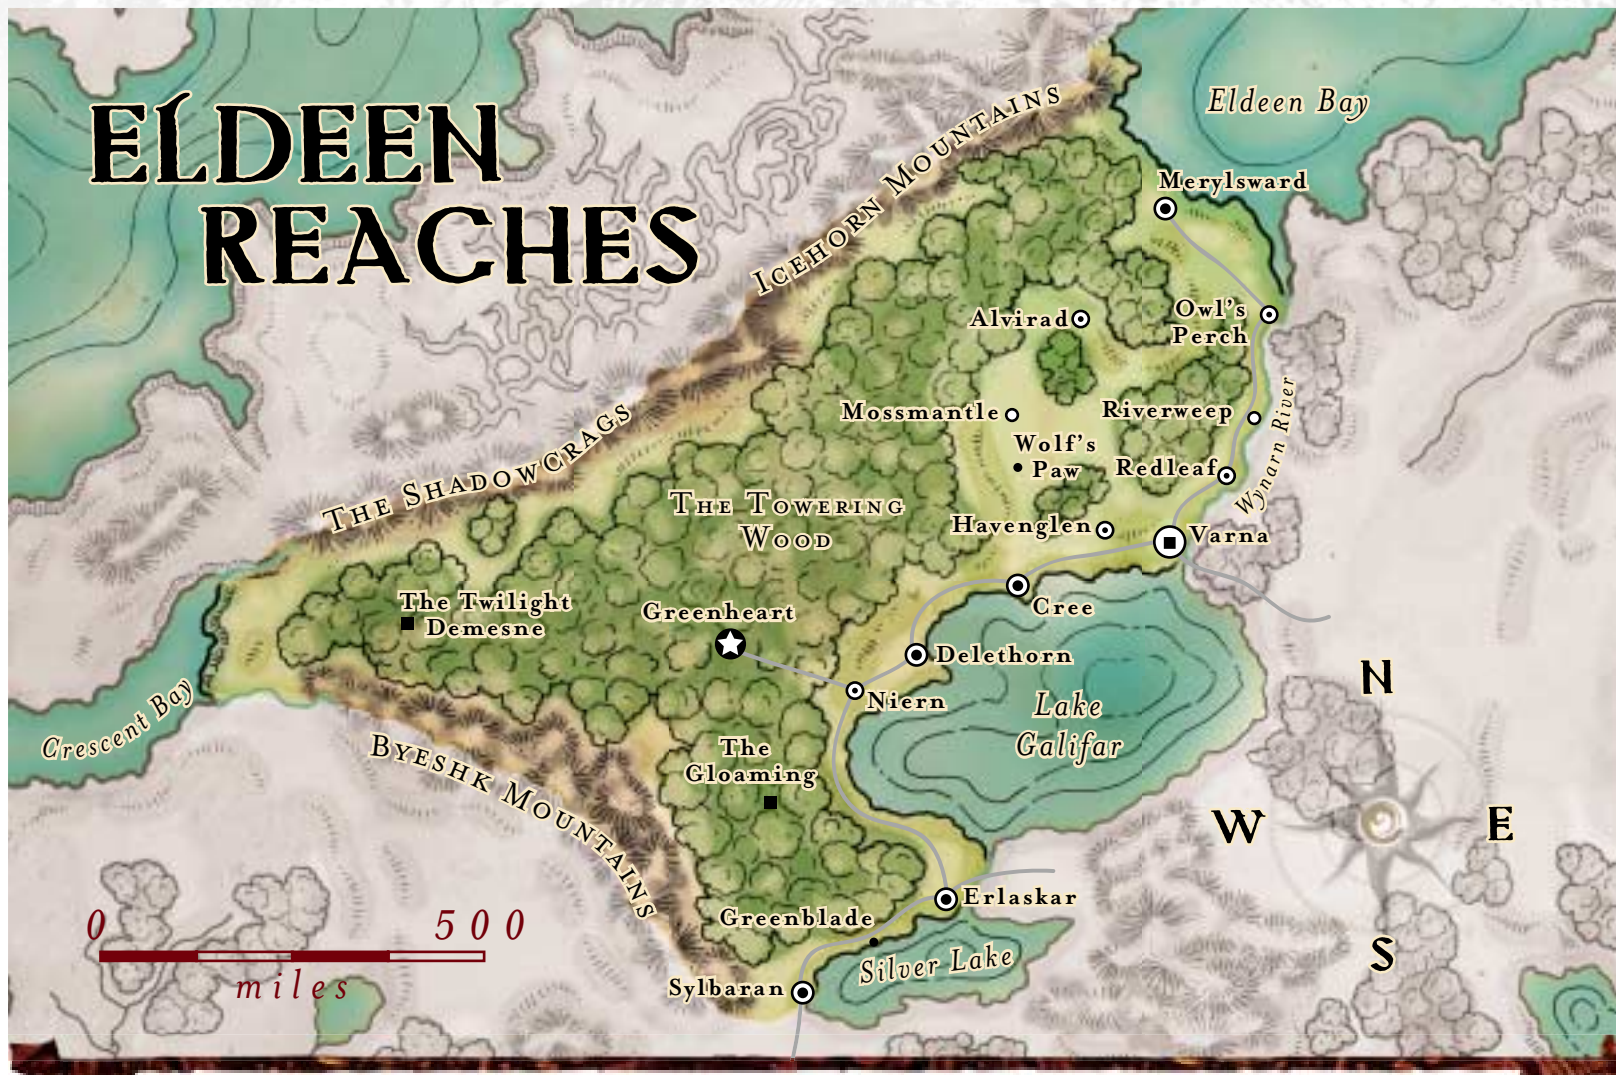 ELDEEN
REACHES
Eldeen Bay
Icehorn Mountains
Merylsward
Owl's
Perch
Alvirad
Wynarn River
Mossmantle
Riverweep
Wolf's
Paw
Redleaf
The Shadowcrags
The Towering
Wood
Havenglen
Varna
The Twilight
Demesne
Greenheart
Cree
Delethorn
Niern
Lake
Galifar
Crescent Bay
Byeshk Mountains
The
Gloaming
Erlaskar
Greenblade
Silver Lake
Sylbaran
0 500
miles
N
W E
S